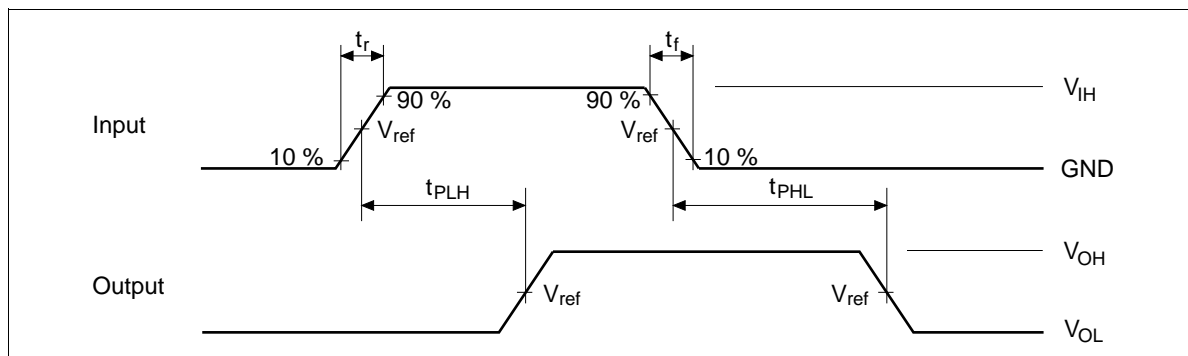 tr
tf
90 %
90 %
VIH
Input
Vref
Vref
10 %
10 %
GND
tPLH
tPHL
VOH
Output
Vref
Vref
VOL